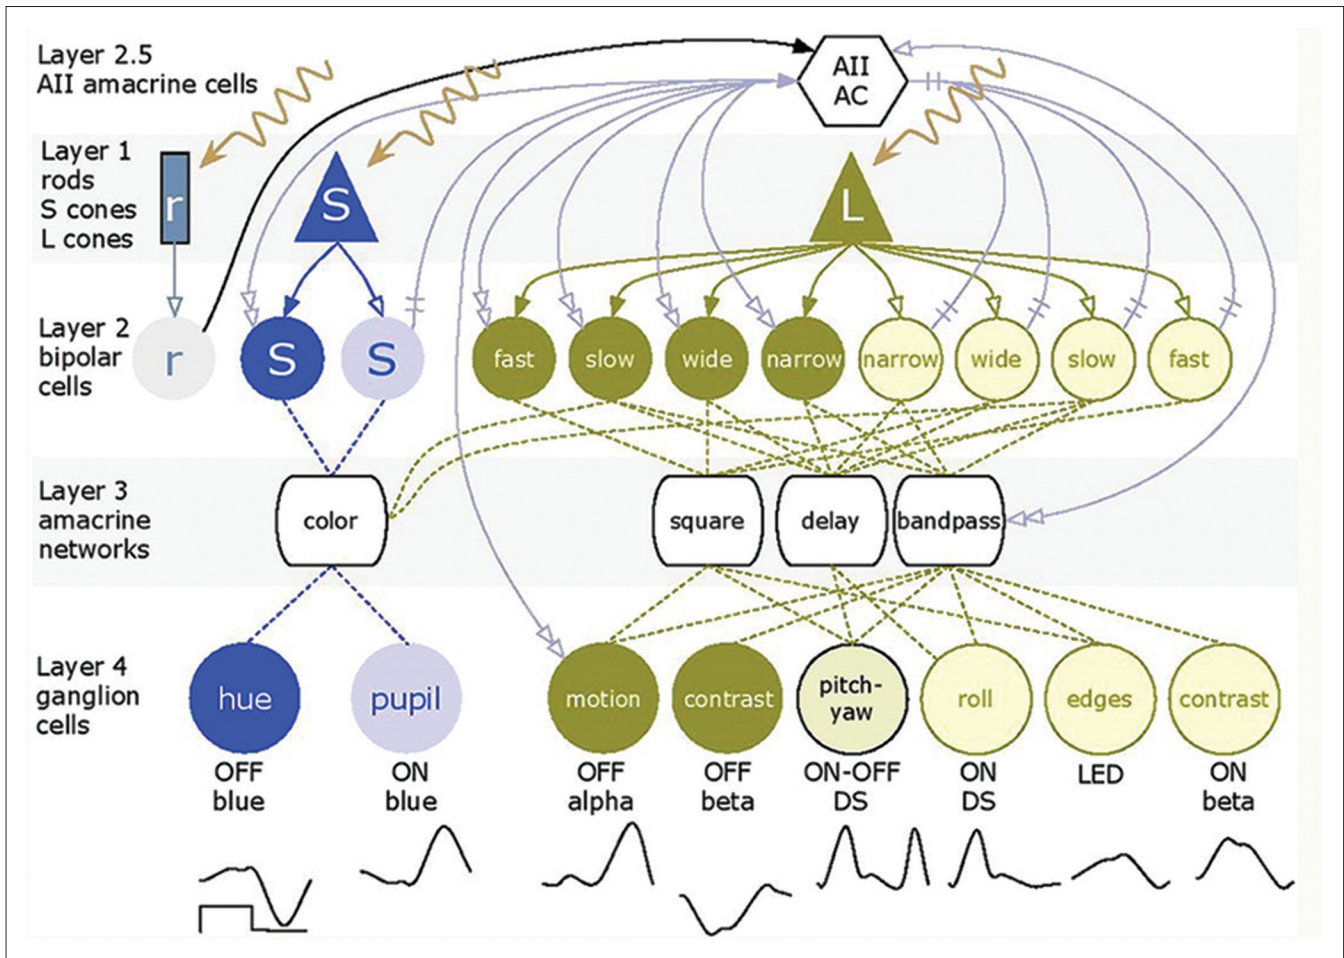 Layer 2.5
AII amacrine cells
AII
AC
Layer 1
rods
S cones
L cones
r
S
L
Layer 2
bipolar
cells
r
S
S
fast
slow
wide
narrow
narrow
wide
slow
fast
Layer 3
amacrine
networks
color
square
delay
bandpass
Layer 4
ganglion
cells
hue
pupil
motion
contrast
pitch-
yaw
roll
edges
contrast
OFF
blue
ON
blue
OFF
alpha
OFF
beta
ON-OFF
DS
ON
DS
LED
ON
beta